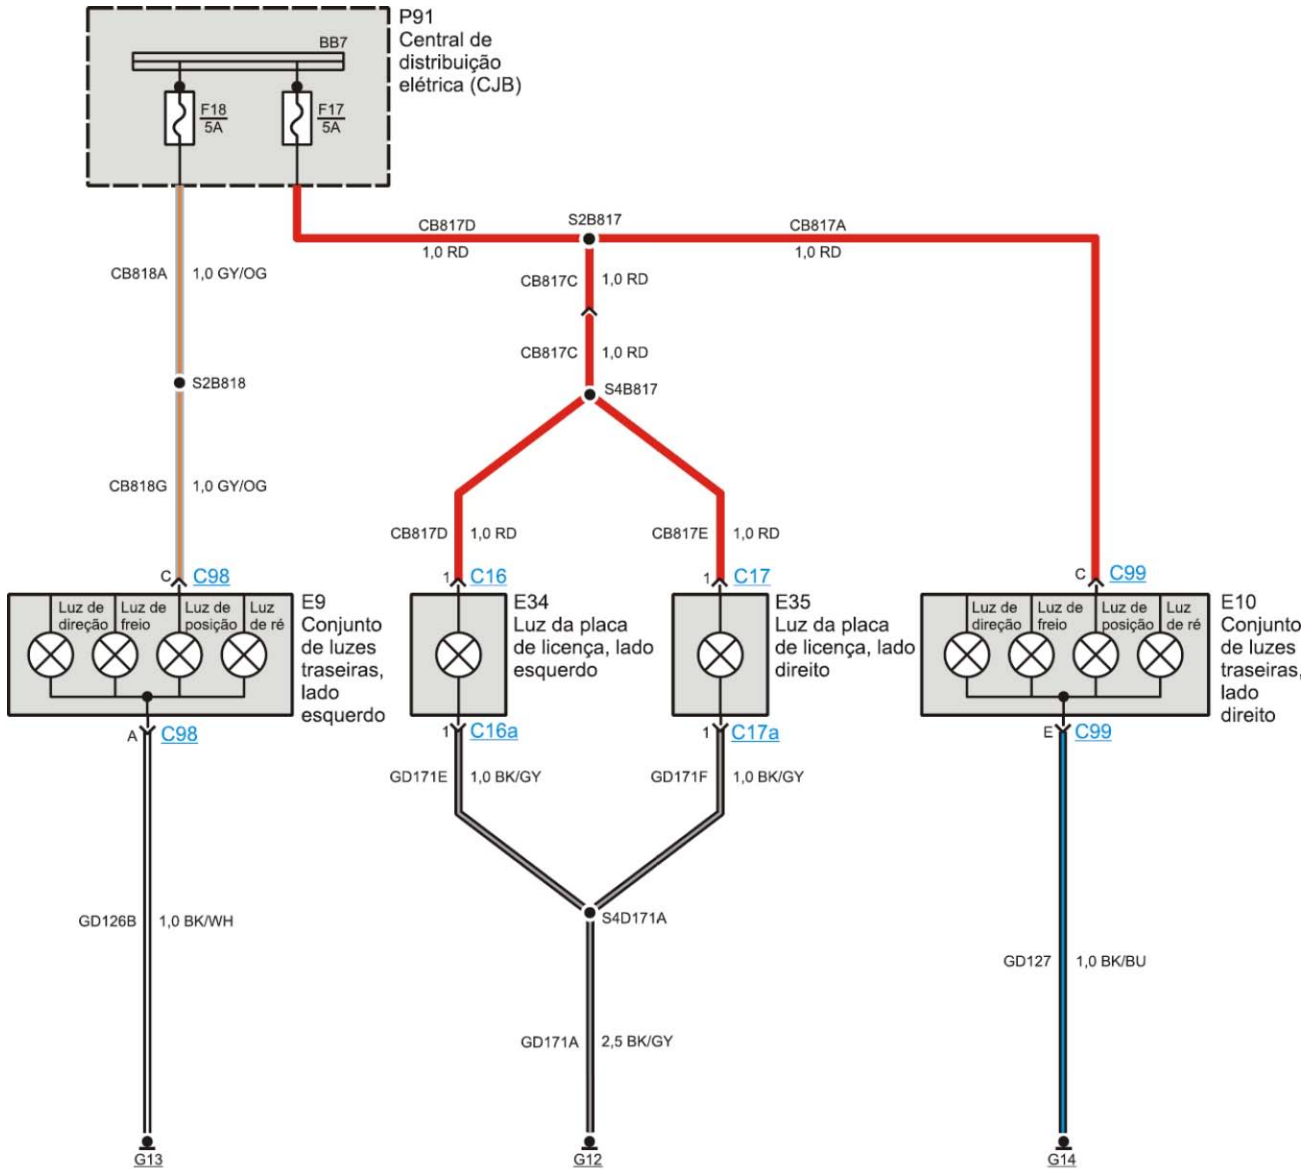 P91
Central de
distribuição
elétrica (CJB)
BB7
F18
5A
F17
5A
S2B817
CB817D
1,0 RD
CB817A
1,0 RD
CB818A 1,0 GY/OG
CB817C 1,0 RD
CB817C 1,0 RD
S2B818
S4B817
CB818G 1,0 GY/OG
CB817D 1,0 RD
CB817E 1,0 RD
C C98
1 C16
1 C17
C C99
Luz de
direção
Luz de
freio
Luz de
posição
Luz
de ré
E9
Conjunto
de luzes
traseiras,
lado
esquerdo
E34
Luz da placa
de licença, lado
esquerdo
E35
Luz da placa
de licença, lado
direito
Luz de
direção
Luz de
freio
Luz de
posição
Luz
de ré
E10
Conjunto
de luzes
traseiras,
lado
direito
A C98
1 C16a
1 C17a
E C99
GD171E 1,0 BK/GY
GD171F 1,0 BK/GY
GD126B 1,0 BK/WH
S4D171A
GD127 1,0 BK/BU
GD171A 2,5 BK/GY
G13
G12
G14